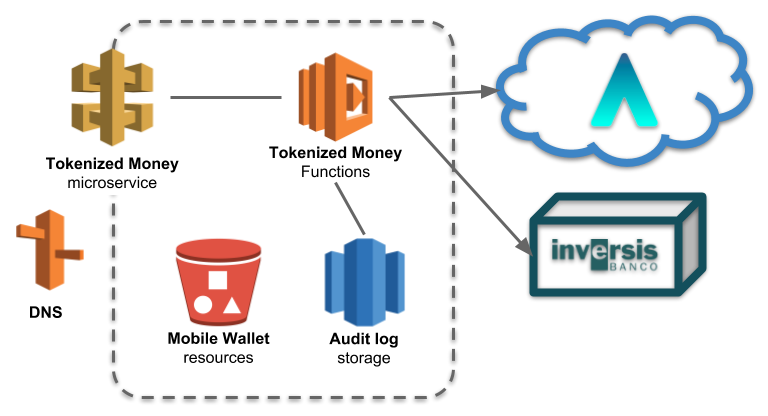 Tokenized Money
microservice
Tokenized Money
Functions
inversis
BANCO
DNS
Mobile Wallet
resources
Audit log
storage